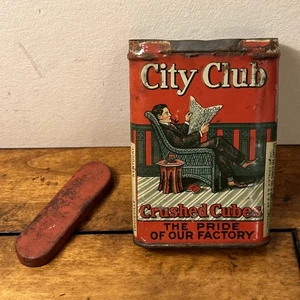 City Club
Crushed Cubes
THE PRIDE
OF OUR FACTORY